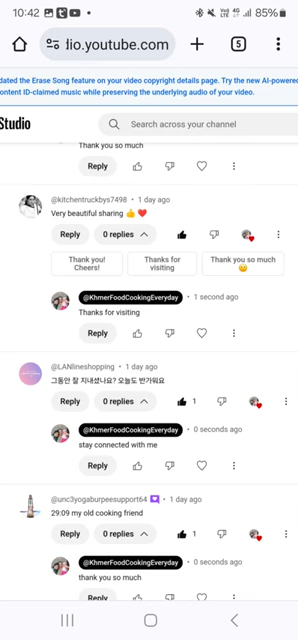 10:42
85%
dio.youtube.com
5
dated the Erase Song feature on your video copyright details page. Try the new AI-powered
ontent ID-claimed music while preserving the underlying audio of your video.
Studio
Search across your channel
Thank you so much
Reply
@kitchentruckbys7498 • 1 day ago
Very beautiful sharing 👍❤️
Reply 0 replies
Thank you! Cheers!
Thanks for visiting
Thank you so much 😀
@KhmerFoodCookingEveryday • 1 second ago
Thanks for visiting
Reply
@LANlineshopping • 1 day ago
그동안 잘 지내셨나요? 오늘도 반가워요
Reply 0 replies 1
@KhmerFoodCookingEveryday • 0 seconds ago
stay connected with me
Reply
@unc3yogaburpeesupport64 • 1 day ago
29:09 my old cooking friend
Reply 0 replies 1
@KhmerFoodCookingEveryday • 0 seconds ago
thank you so much
Reply